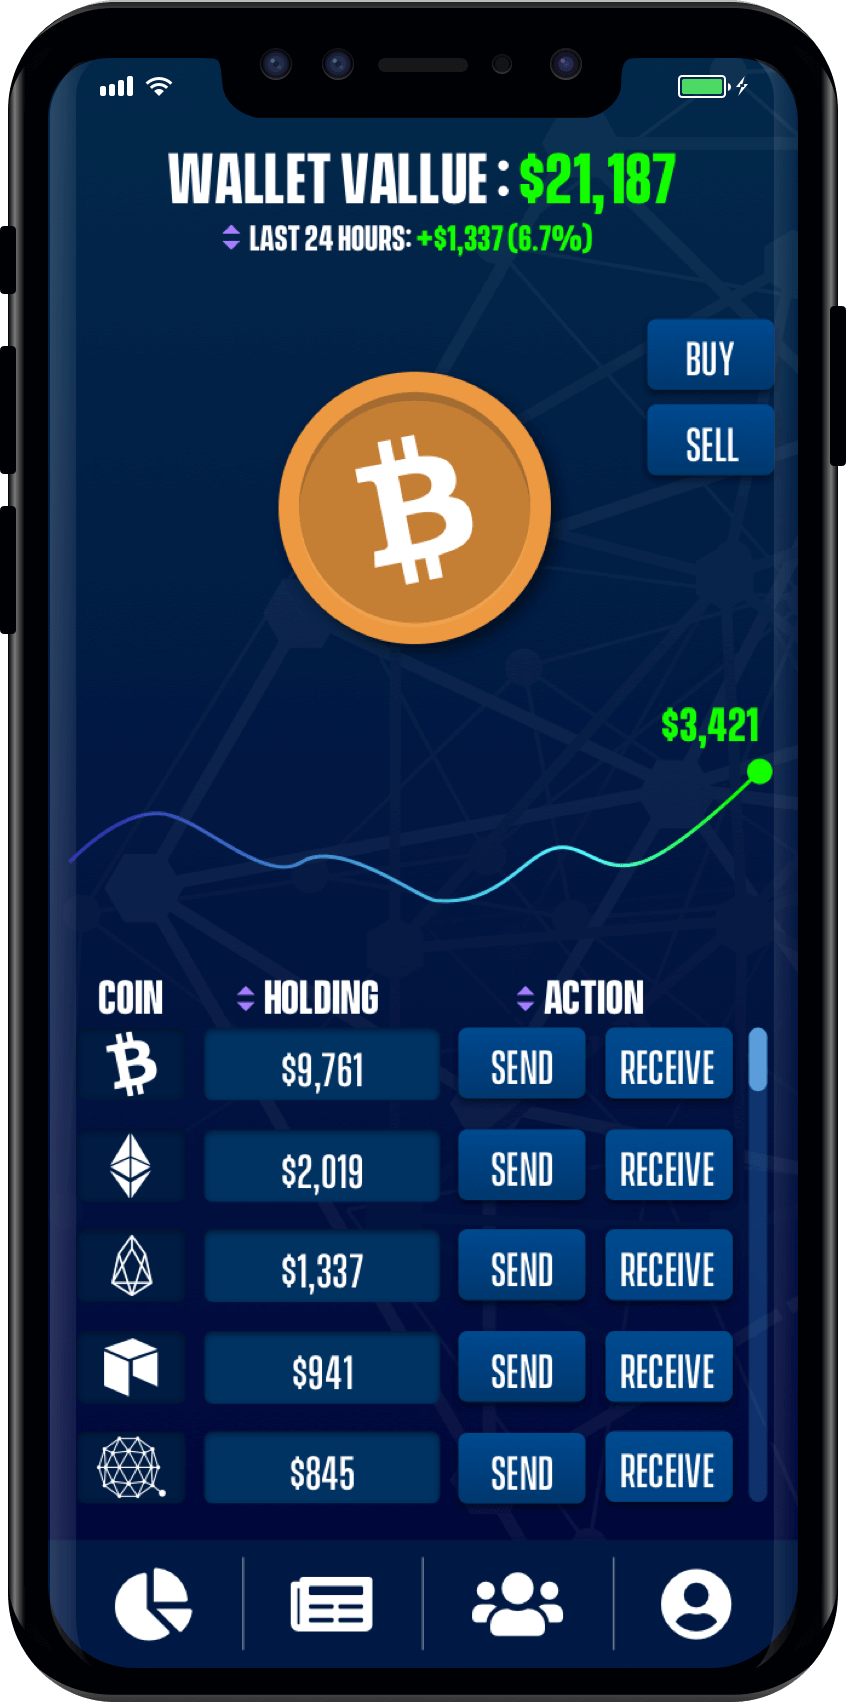 WALLET VALLUE: $21,187
LAST 24 HOURS: +$1,337 (6.7%)
BUY
SELL
$3,421
COIN HOLDING ACTION
$9,761 SEND RECEIVE
$2,019 SEND RECEIVE
$1,337 SEND RECEIVE
$941 SEND RECEIVE
$845 SEND RECEIVE